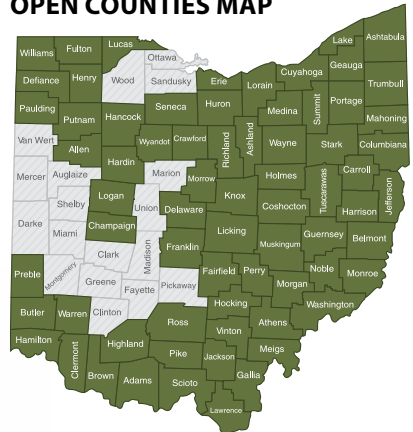 OPEN COUNTIES MAP
Williams
Fulton
Lucas
Ottawa
Lake
Ashtabula
Defiance
Henry
Wood
Sandusky
Erie
Lorain
Cuyahoga
Geauga
Trumbull
Paulding
Putnam
Hancock
Seneca
Huron
Medina
Summit
Portage
Mahoning
Van Wert
Allen
Wyandot
Crawford
Richland
Ashland
Wayne
Stark
Columbiana
Mercer
Auglaize
Hardin
Marion
Morrow
Holmes
Tuscarawas
Carroll
Jefferson
Shelby
Logan
Union
Delaware
Knox
Coshocton
Harrison
Darke
Miami
Champaign
Madison
Franklin
Licking
Muskingum
Guernsey
Belmont
Preble
Montgomery
Clark
Greene
Fayette
Pickaway
Fairfield
Perry
Morgan
Noble
Monroe
Butler
Warren
Clinton
Ross
Hocking
Athens
Washington
Hamilton
Clermont
Highland
Pike
Vinton
Jackson
Meigs
Brown
Adams
Scioto
Gallia
Lawrence